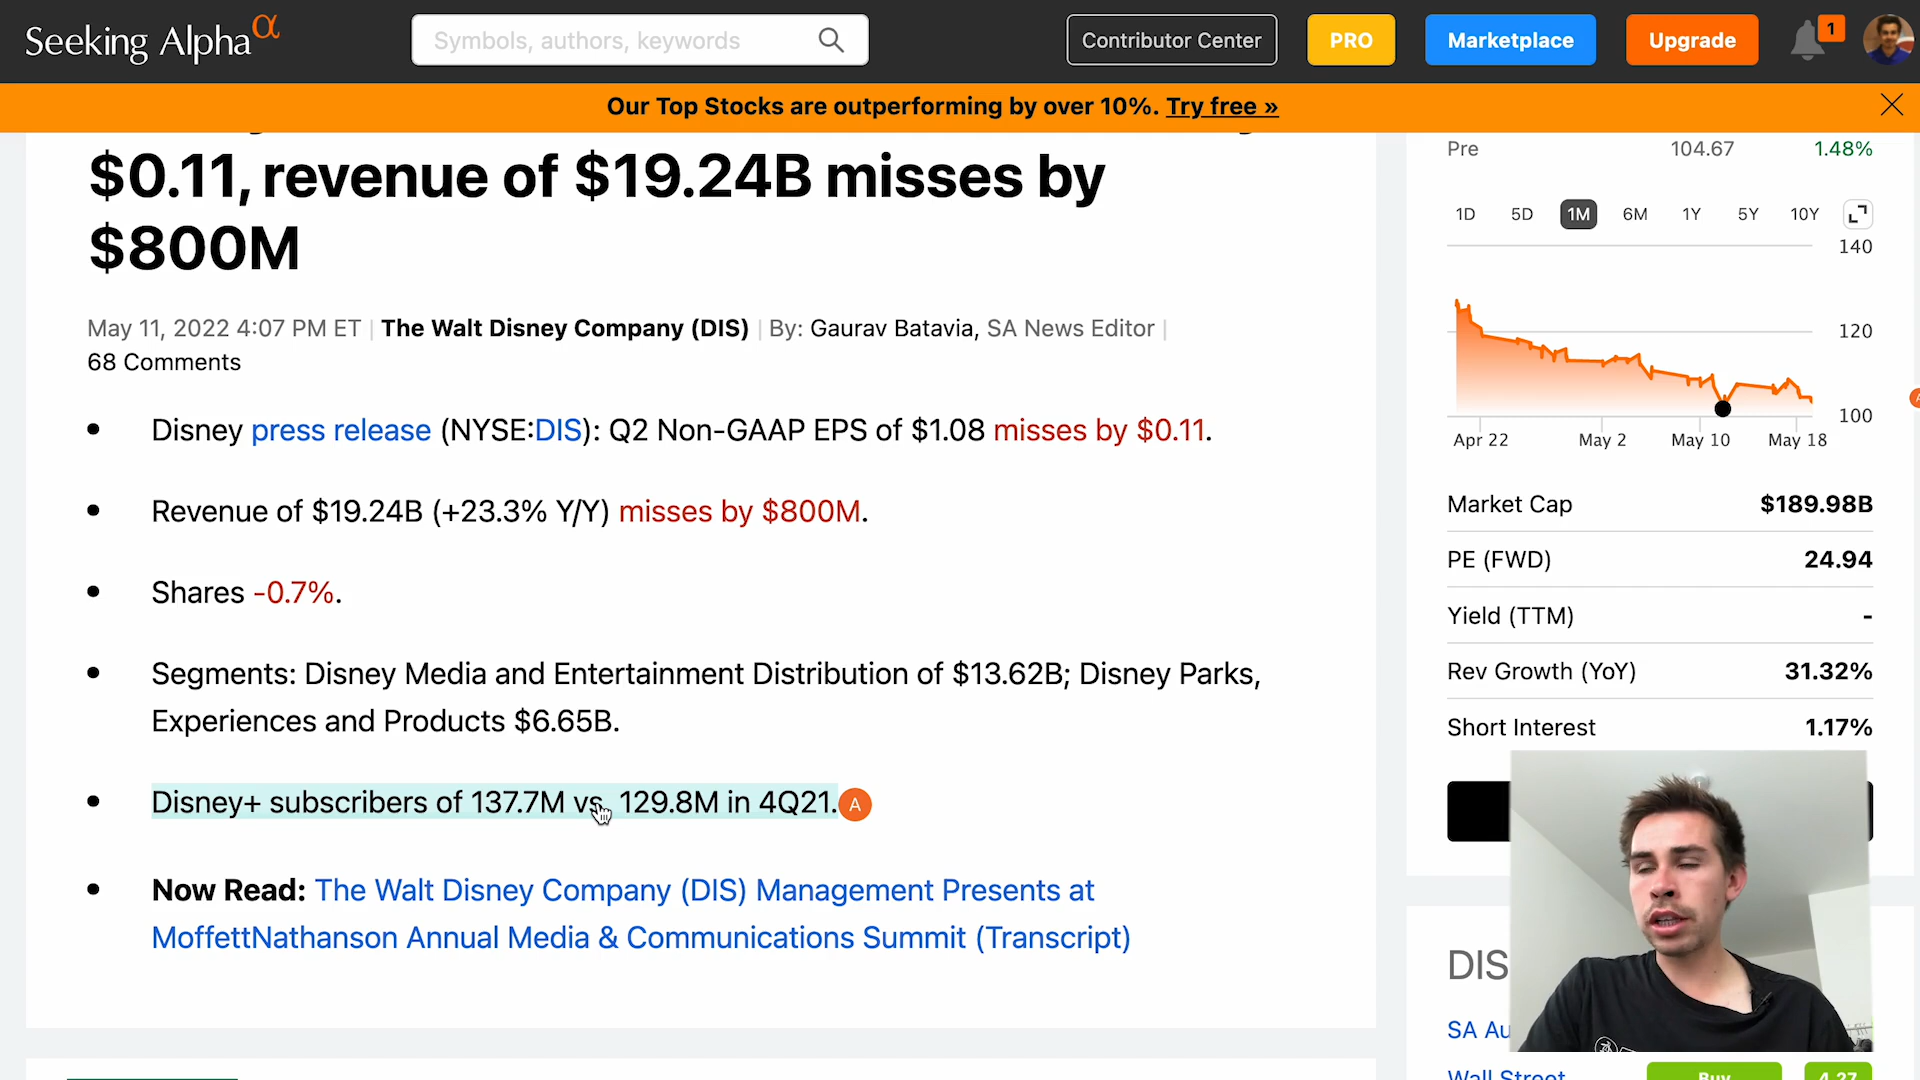 Seeking Alpha α
Symbols, authors, keywords
Contributor Center
PRO
Marketplace
Upgrade
1
Our Top Stocks are outperforming by over 10%. Try free »
$0.11, revenue of $19.24B misses by
$800M
May 11, 2022 4:07 PM ET | The Walt Disney Company (DIS) | By: Gaurav Batavia, SA News Editor |
68 Comments
• Disney press release (NYSE:DIS): Q2 Non-GAAP EPS of $1.08 misses by $0.11.
• Revenue of $19.24B (+23.3% Y/Y) misses by $800M.
• Shares -0.7%.
• Segments: Disney Media and Entertainment Distribution of $13.62B; Disney Parks,
Experiences and Products $6.65B.
• Disney+ subscribers of 137.7M vs. 129.8M in 4Q21.
A
• Now Read: The Walt Disney Company (DIS) Management Presents at
MoffettNathanson Annual Media & Communications Summit (Transcript)
Pre 104.67 1.48%
1D 5D 1M 6M 1Y 5Y 10Y
140
120
100
Apr 22 May 2 May 10 May 18
Market Cap $189.98B
PE (FWD) 24.94
Yield (TTM) -
Rev Growth (YoY) 31.32%
Short Interest 1.17%
DIS
SA Au
Wall Street Buy 4.27